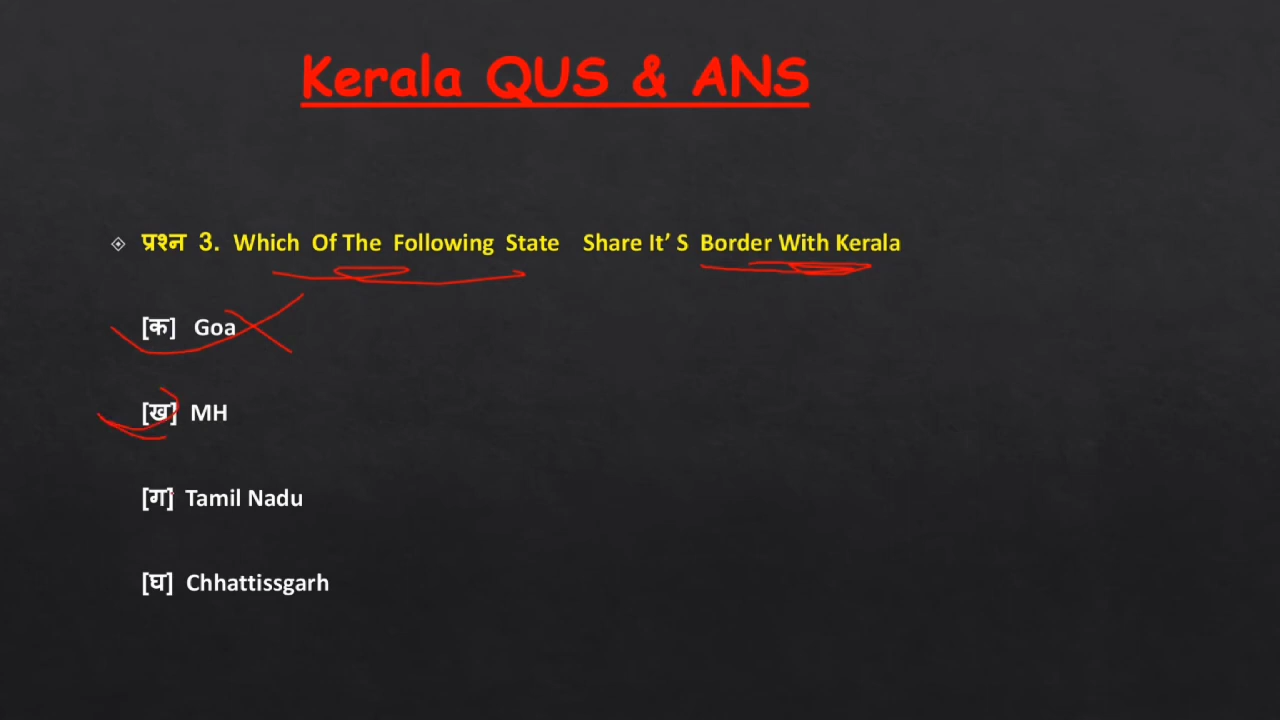 Kerala QUS & ANS
प्रश्न 3. Which Of The Following State Share It’ S Border With Kerala
[क] Goa
[ख] MH
[ग] Tamil Nadu
[घ] Chhattissgarh